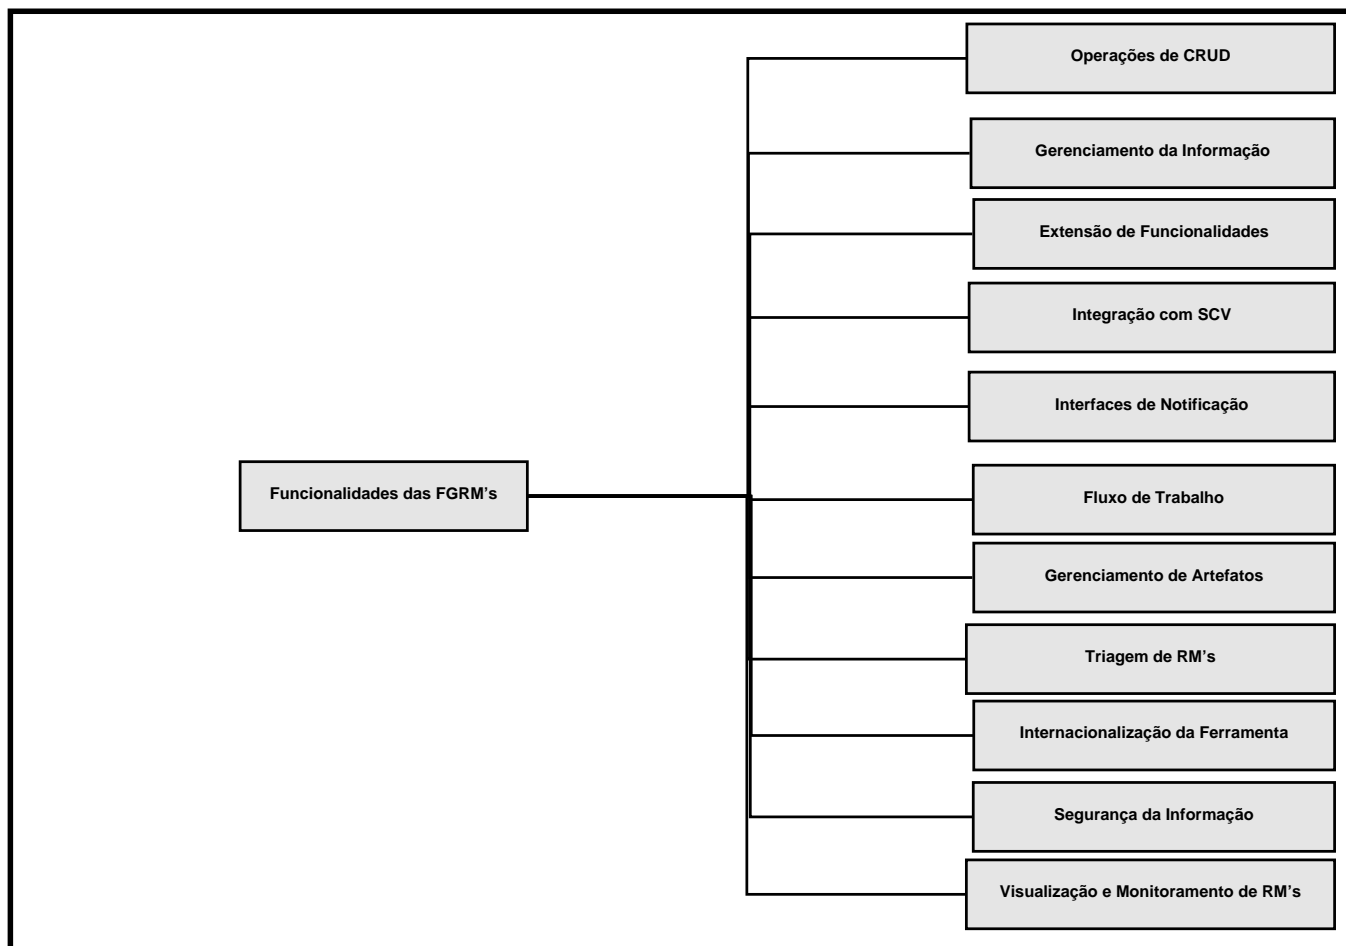 Operações de CRUD
Gerenciamento da Informação
Extensão de Funcionalidades
Integração com SCV
Interfaces de Notificação
Funcionalidades das FGRM’s
Fluxo de Trabalho
Gerenciamento de Artefatos
Triagem de RM’s
Internacionalização da Ferramenta
Segurança da Informação
Visualização e Monitoramento de RM’s